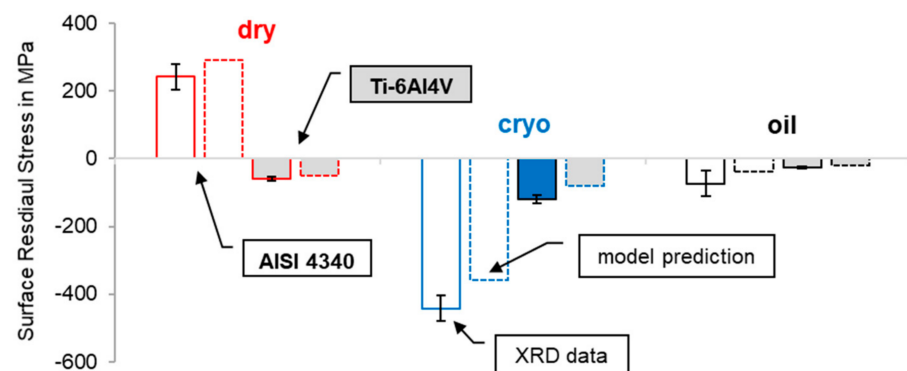 Surface Resdiaul Stress in MPa
400
200
0
-200
-400
-600
dry
Ti-6Al4V
AISI 4340
cryo
oil
model prediction
XRD data